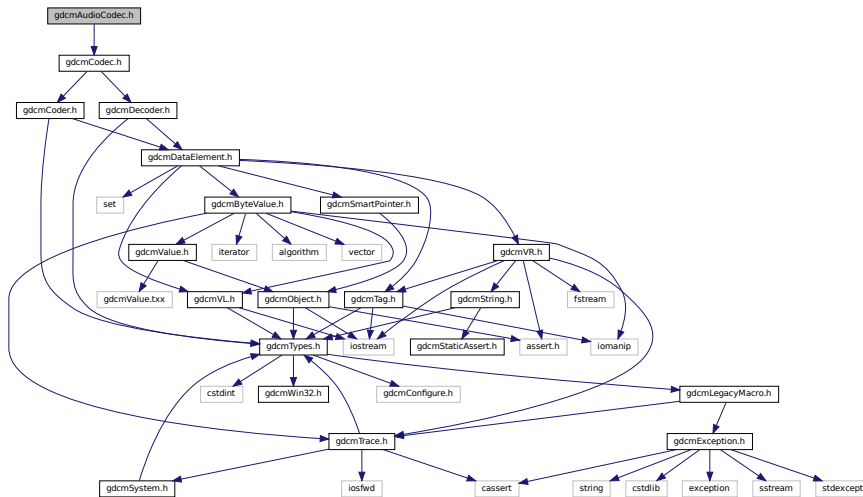 gdcmAudioCodec.h
gdcmCodec.h
gdcmCoder.h
gdcmDecoder.h
gdcmDataElement.h
set
gdcmByteValue.h
gdcmSmartPointer.h
gdcmValue.h
iterator
algorithm
vector
gdcmVR.h
gdcmValue.txx
gdcmVL.h
gdcmObject.h
gdcmTag.h
gdcmString.h
fstream
gdcmTypes.h
iostream
gdcmStaticAssert.h
assert.h
iomanip
cstdint
gdcmWin32.h
gdcmConfigure.h
gdcmLegacyMacro.h
gdcmTrace.h
gdcmException.h
gdcmSystem.h
iosfwd
cassert
string
cstdlib
exception
sstream
stdexcept